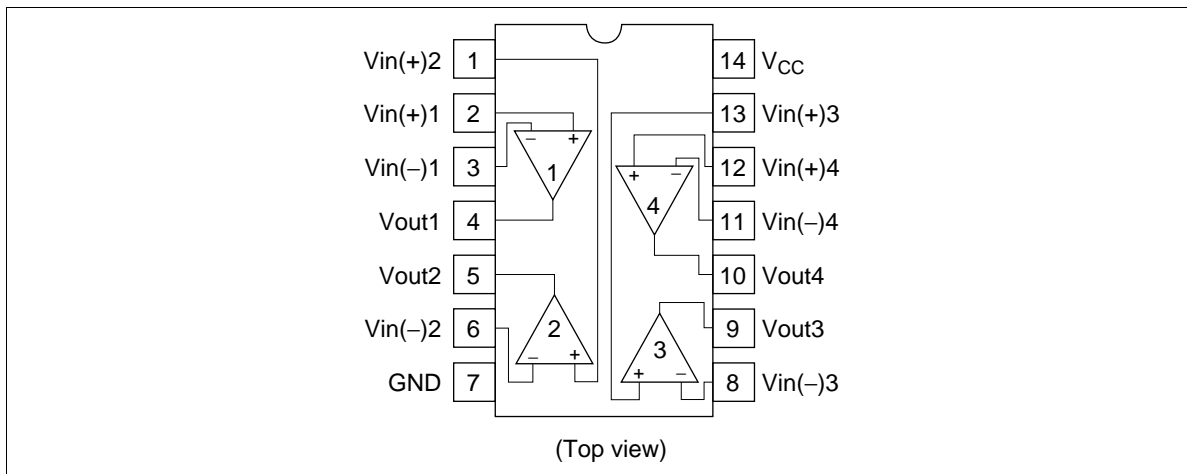 Vin(+)2 1
Vin(+)1 2
Vin(−)1 3
Vout1 4
Vout2 5
Vin(−)2 6
GND 7
14 VCC
13 Vin(+)3
12 Vin(+)4
11 Vin(−)4
10 Vout4
9 Vout3
8 Vin(−)3
− +
1
+ −
4
2
− +
3
+ −
(Top view)